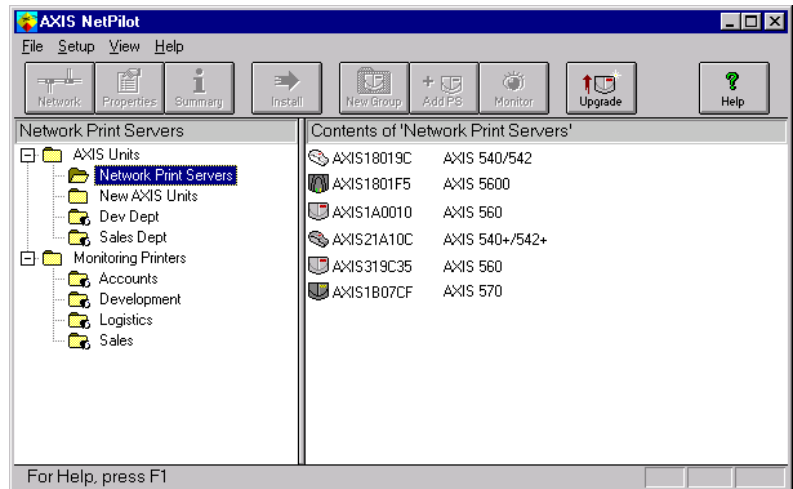 AXIS NetPilot
File Setup View Help
Network Properties Summary Install New Group Add PS Monitor Upgrade Help
Network Print Servers Contents of 'Network Print Servers'
AXIS Units
Network Print Servers
New AXIS Units
Dev Dept
Sales Dept
Monitoring Printers
Accounts
Development
Logistics
Sales
AXIS18019C AXIS 540/542
AXIS1801F5 AXIS 5600
AXIS1A0010 AXIS 560
AXIS21A10C AXIS 540+/542+
AXIS319C35 AXIS 560
AXIS1B07CF AXIS 570
For Help, press F1